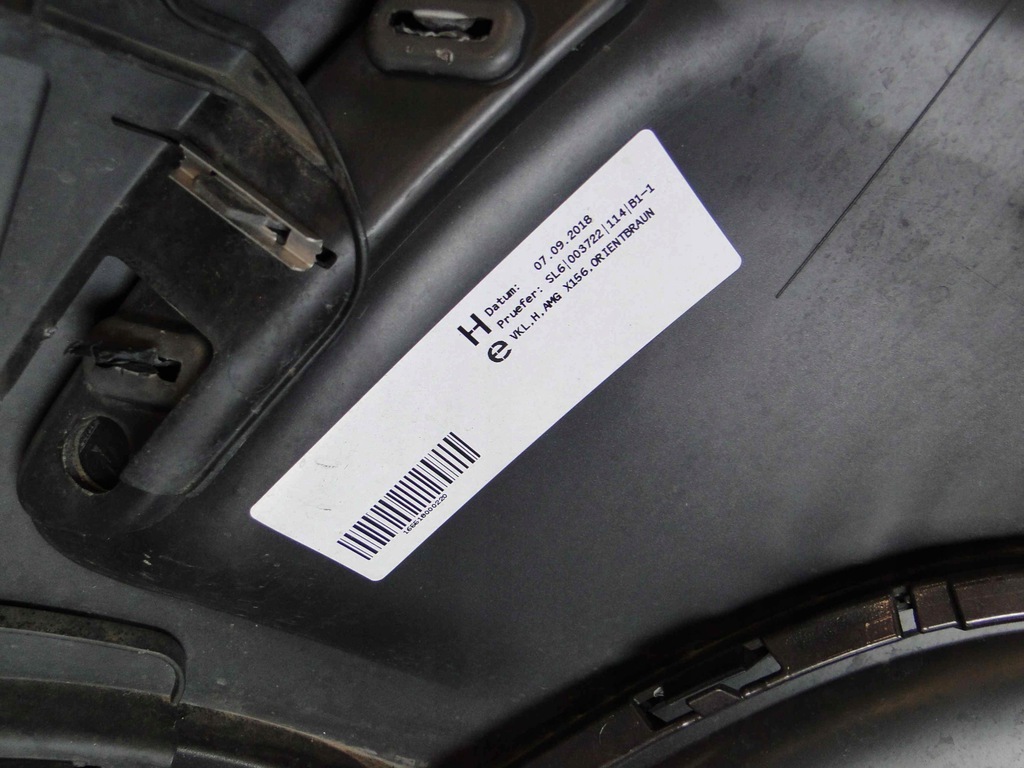 H
e
Datum: 07.09.2018
Pruefer: SL6|003722|114|B1-1
VKL.H.AMG X156.ORIENTBRAUN